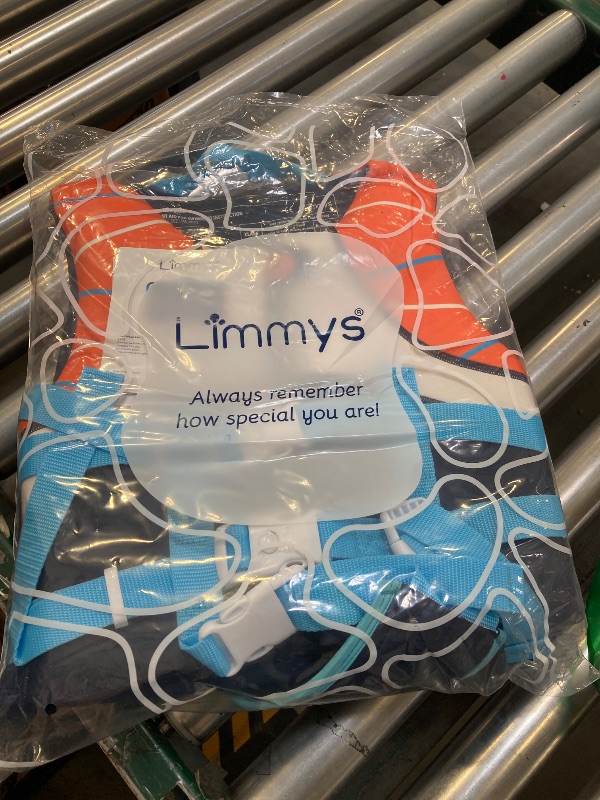 Limmys®
Always remember
how special you are!